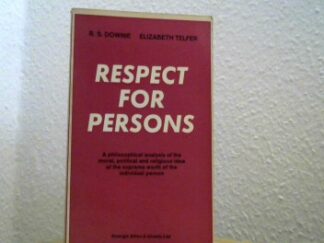 R. S. DOWNIE ELIZABETH TELFER
RESPECT
FOR
PERSONS
A philosophical analysis of the
moral, political and religious idea
of the supreme worth of the
individual person
George Allen & Unwin Ltd